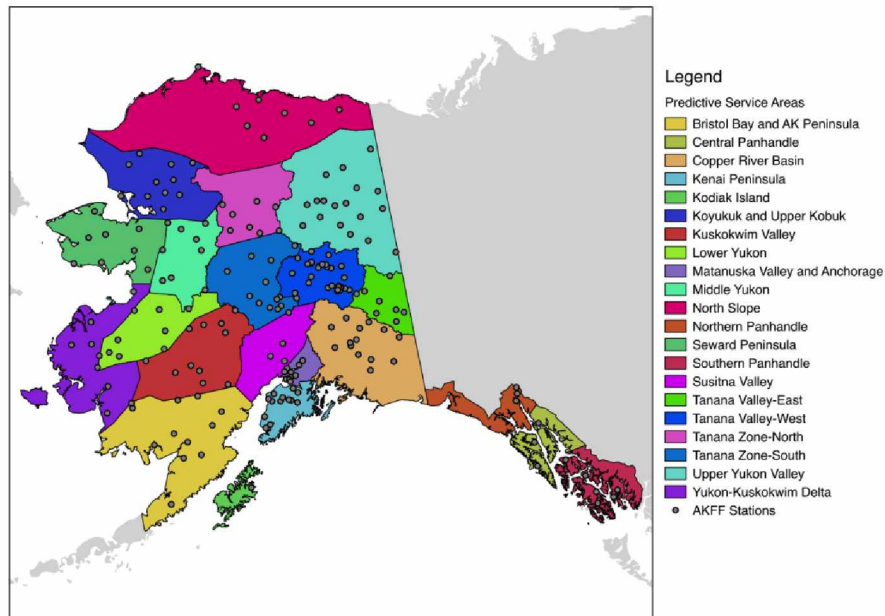 Legend
Predictive Service Areas
Bristol Bay and AK Peninsula
Central Panhandle
Copper River Basin
Kenai Peninsula
Kodiak Island
Koyukuk and Upper Kobuk
Kuskokwim Valley
Lower Yukon
Matanuska Valley and Anchorage
Middle Yukon
North Slope
Northern Panhandle
Seward Peninsula
Southern Panhandle
Susitna Valley
Tanana Valley-East
Tanana Valley-West
Tanana Zone-North
Tanana Zone-South
Upper Yukon Valley
Yukon-Kuskokwim Delta
AKFF Stations